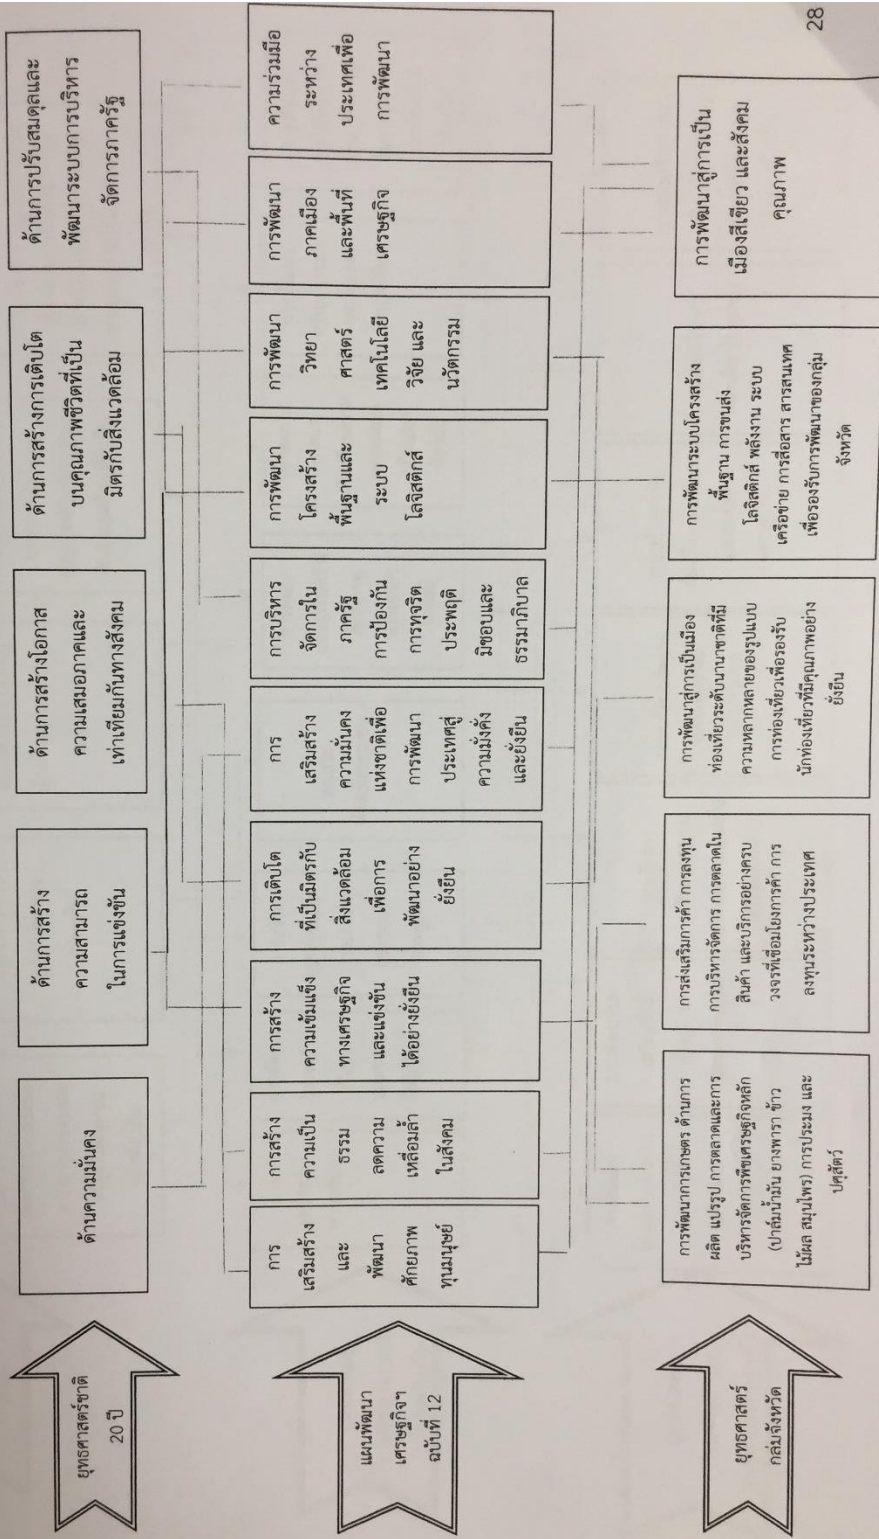 ยุทธศาสตร์ชาติ
20 ปี
ด้านความมั่นคง
ด้านการสร้าง
ความสามารถ
ในการแข่งขัน
ด้านการสร้างโอกาส
ความเสมอภาคและ
เท่าเทียมกันทางสังคม
ด้านการสร้างการเติบโต
บนคุณภาพชีวิตที่เป็น
มิตรกับสิ่งแวดล้อม
ด้านการปรับสมดุลและ
พัฒนาระบบการบริหาร
จัดการภาครัฐ
แผนพัฒนา
เศรษฐกิจฯ
ฉบับที่ 12
การ
เสริมสร้าง
และ
พัฒนา
ศักยภาพ
ทุนมนุษย์
การสร้าง
ความเป็น
ธรรม
ลดความ
เหลื่อมล้ำ
ในสังคม
การสร้าง
ความเข้มแข็ง
ทางเศรษฐกิจ
และแข่งขัน
ได้อย่างยั่งยืน
การเติบโต
ที่เป็นมิตรกับ
สิ่งแวดล้อม
เพื่อการ
พัฒนาอย่าง
ยั่งยืน
การ
เสริมสร้าง
ความมั่นคง
แห่งชาติเพื่อ
การพัฒนา
ประเทศสู่
ความมั่งคั่ง
และยั่งยืน
การบริหาร
จัดการใน
ภาครัฐ
การป้องกัน
การทุจริต
ประพฤติ
มิชอบและ
ธรรมาภิบาล
การพัฒนา
โครงสร้าง
พื้นฐานและ
ระบบ
โลจิสติกส์
การพัฒนา
วิทยา
ศาสตร์
เทคโนโลยี
วิจัย และ
นวัตกรรม
การพัฒนา
ภาคเมือง
และพื้นที่
เศรษฐกิจ
ความร่วมมือ
ระหว่าง
ประเทศเพื่อ
การพัฒนา
ยุทธศาสตร์
กลุ่มจังหวัด
การพัฒนาการเกษตร ด้านการ
ผลิต แปรรูป การตลาดและการ
บริหารจัดการพืชเศรษฐกิจหลัก
(ปาล์มน้ำมัน ยางพารา ข้าว
ไม้ผล สมุนไพร) การประมง และ
ปศุสัตว์
การส่งเสริมการค้า การลงทุน
การบริหารจัดการ การตลาดใน
สินค้า และบริการอย่างครบ
วงจรที่เชื่อมโยงการค้า การ
ลงทุนระหว่างประเทศ
การพัฒนาสู่การเป็นเมือง
ท่องเที่ยวระดับนานาชาติที่มี
ความหลากหลายของรูปแบบ
การท่องเที่ยวเพื่อรองรับ
นักท่องเที่ยวที่มีคุณภาพอย่าง
ยั่งยืน
การพัฒนาระบบโครงสร้าง
พื้นฐาน การขนส่ง
โลจิสติกส์ พลังงาน ระบบ
เครือข่าย การสื่อสาร สารสนเทศ
เพื่อรองรับการพัฒนาของกลุ่ม
จังหวัด
การพัฒนาสู่การเป็น
เมืองสีเขียว และสังคม
คุณภาพ
28